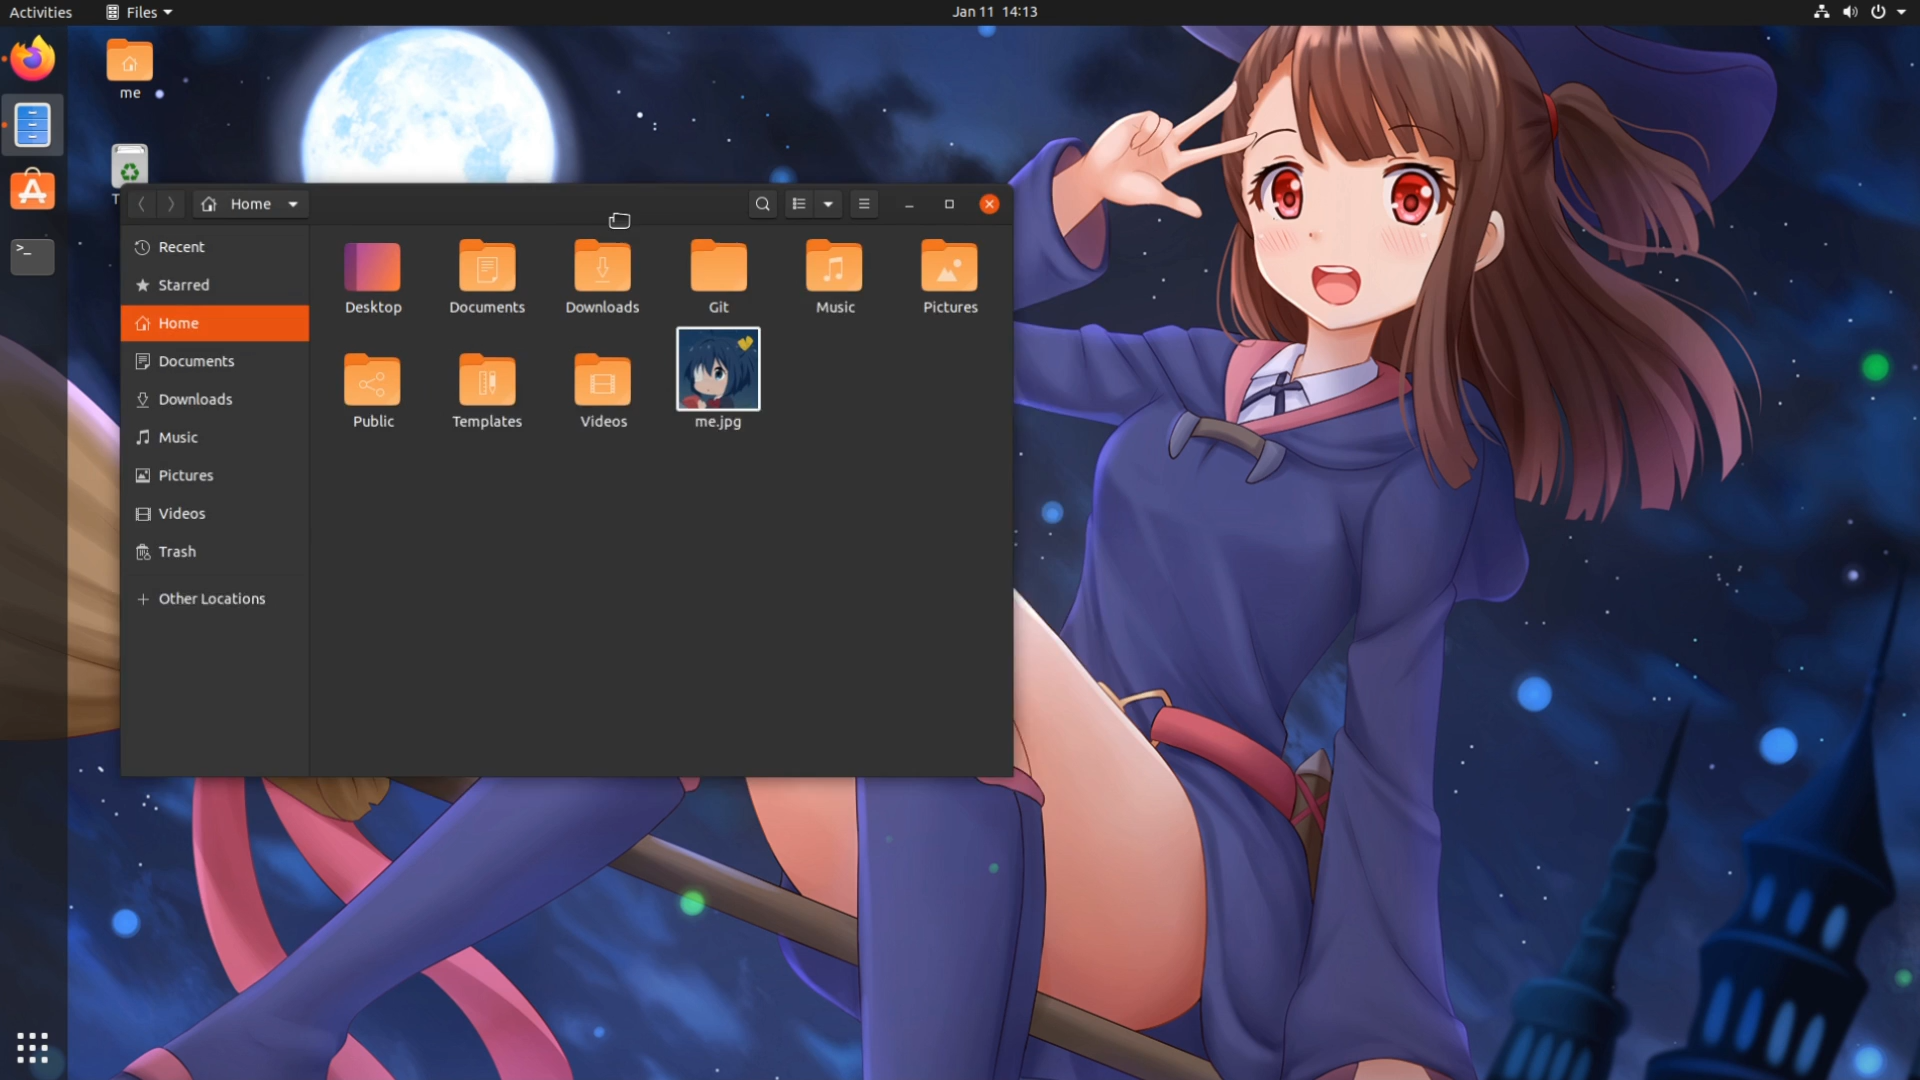 Activities
Files
Jan 11 14:13
me
Home
Recent
Starred
Home
Documents
Downloads
Music
Pictures
Videos
Trash
Other Locations
Desktop
Documents
Downloads
Git
Music
Pictures
Public
Templates
Videos
me.jpg